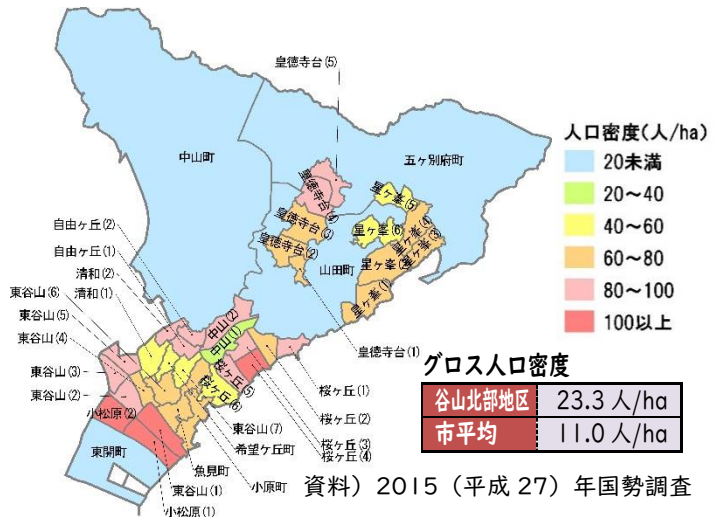 皇徳寺台(5)
中山町
五ヶ別府町
皇徳寺台(4)
皇徳寺台(3)
皇徳寺台(2)
星ヶ峯(5)
星ヶ峯(6)
星ヶ峯(4)
星ヶ峯(3)
星ヶ峯(2)
星ヶ峯(1)
山田町
皇徳寺台(1)
自由ヶ丘(2)
自由ヶ丘(1)
清和(2)
清和(1)
東谷山(6)
東谷山(5)
東谷山(4)
東谷山(3)
東谷山(2)
小松原(2)
東開町
中山(2)
中山(1)
桜ヶ丘(5)
桜ヶ丘(6)
桜ヶ丘(1)
桜ヶ丘(2)
桜ヶ丘(3)
桜ヶ丘(4)
東谷山(7)
希望ヶ丘町
小原町
魚見町
東谷山(1)
小松原(1)
人口密度(人/ha)
20未満
20～40
40～60
60～80
80～100
100以上
グロス人口密度
谷山北部地区 23.3 人/ha
市平均 11.0 人/ha
資料）2015（平成 27）年国勢調査